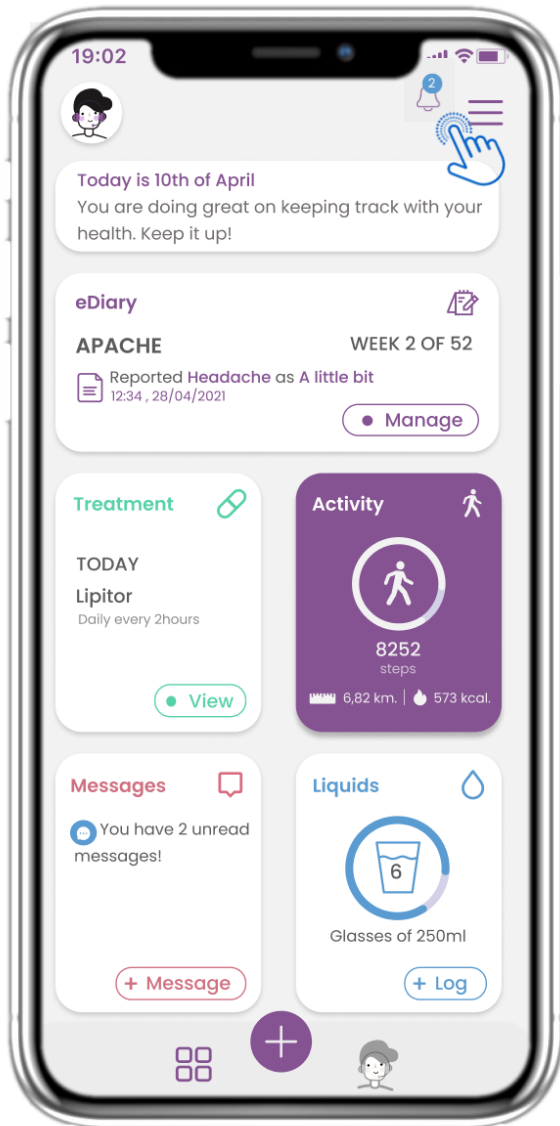 19:02
2
Today is 10th of April
You are doing great on keeping track with your
health. Keep it up!
eDiary
APACHE
WEEK 2 OF 52
Reported Headache as A little bit
12:34 , 28/04/2021
Manage
Treatment
TODAY
Lipitor
Daily every 2hours
View
Activity
8252
steps
6,82 km.
573 kcal.
Messages
You have 2 unread
messages!
+ Message
Liquids
6
Glasses of 250ml
+ Log